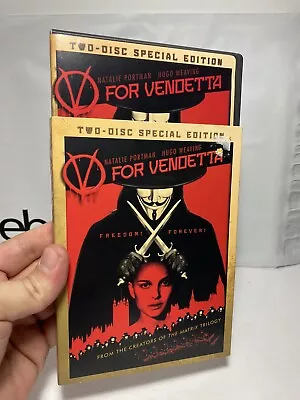 TWO-DISC SPECIAL EDITION
NATALIE PORTMAN HUGO WEAVING
V FOR VENDETTA
TWO-DISC SPECIAL EDITION
NATALIE PORTMAN HUGO WEAVING
V FOR VENDETTA
FREEDOM! FOREVER!
FROM THE CREATORS OF THE MATRIX TRILOGY
eb